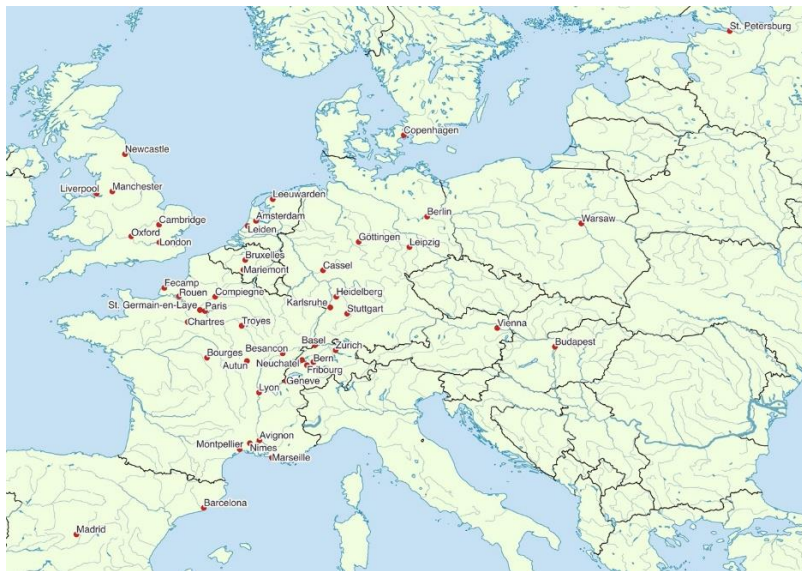 St. Petersburg
Copenhagen
Newcastle
Liverpool
Manchester
Leeuwarden
Cambridge
Amsterdam
Berlin
Warsaw
Oxford
Leiden
London
Göttingen
Leipzig
Bruxelles
Mariemont
Cassel
Fecamp
Rouen
Compiegne
Heidelberg
St. Germain-en-Laye
Paris
Karlsruhe
Stuttgart
Chartres
Troyes
Vienna
Basel
Zurich
Budapest
Bourges
Besancon
Autun
Neuchatel
Bern
Fribourg
Geneve
Lyon
Avignon
Montpellier
Nimes
Marseille
Barcelona
Madrid